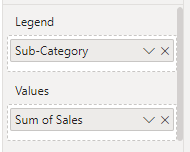 Legend
Sub-Category
Values
Sum of Sales